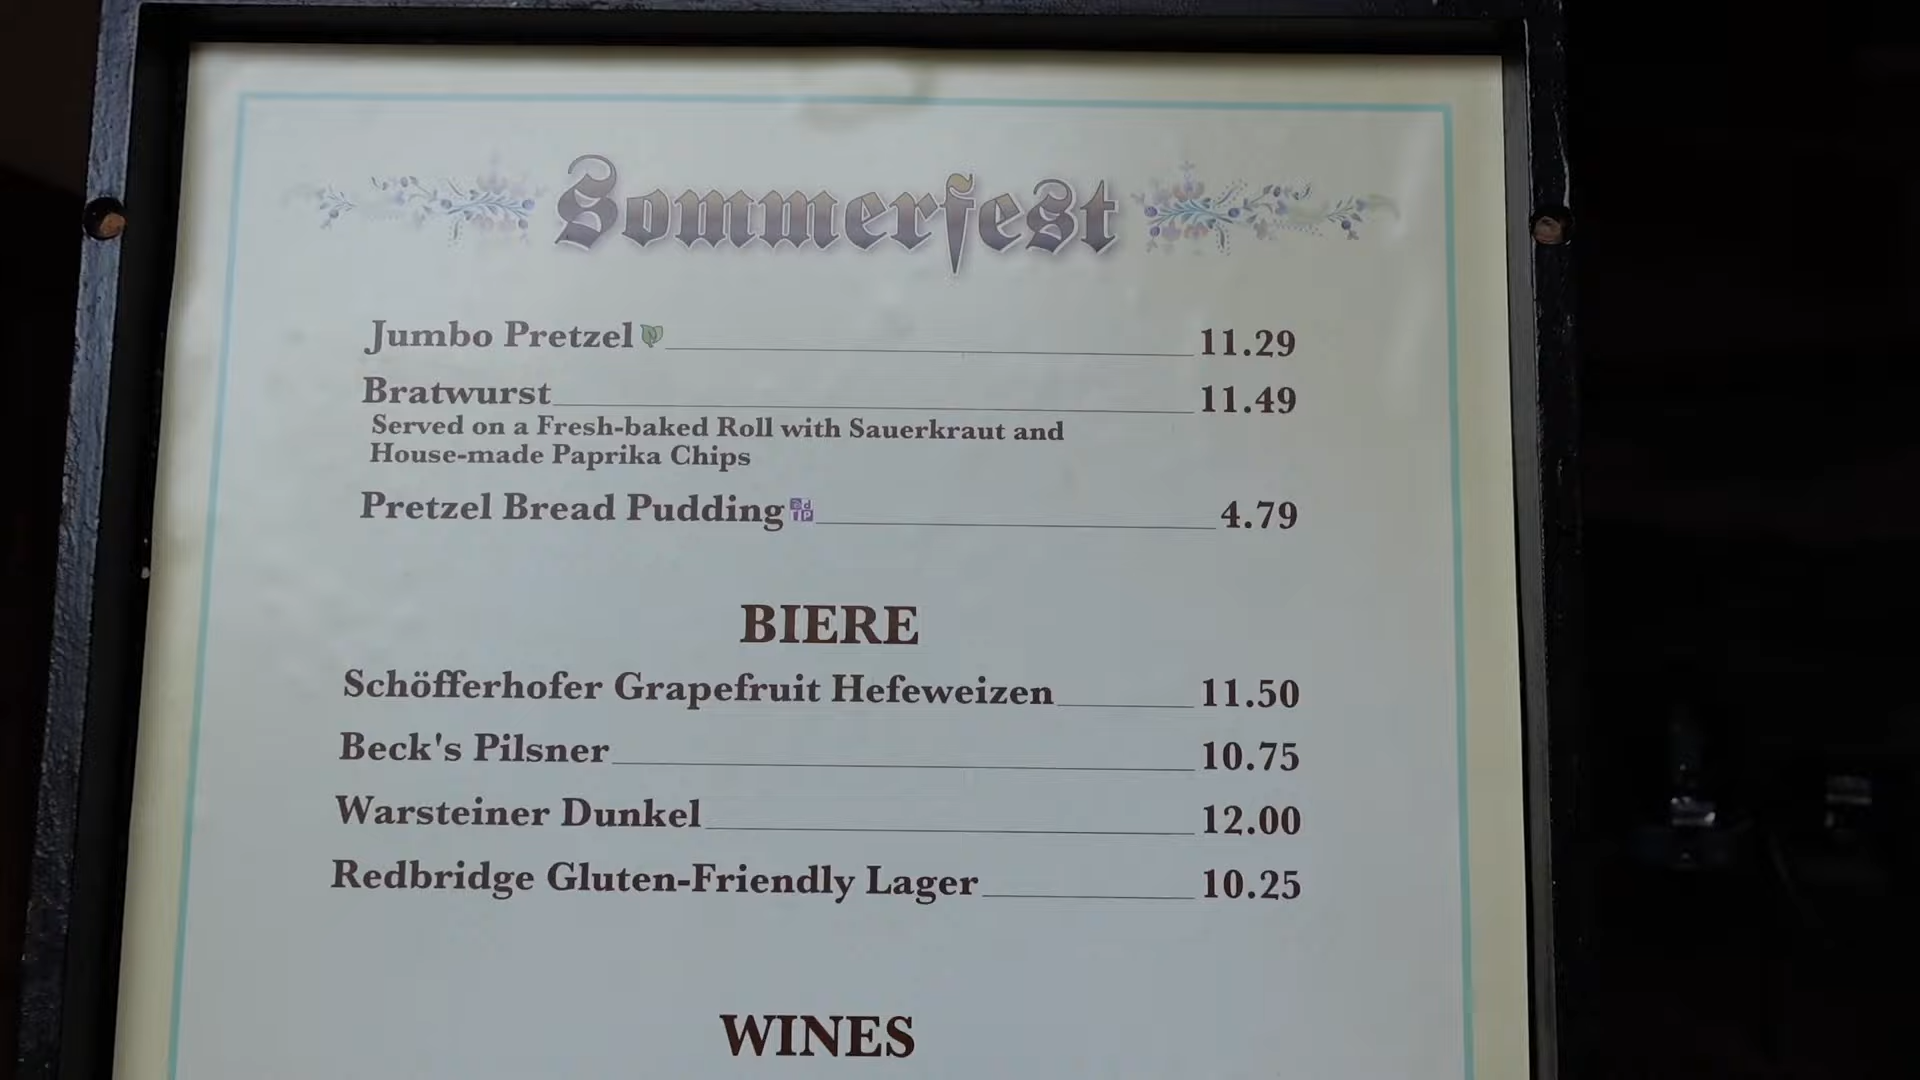 Sommerfest
Jumbo Pretzel 11.29
Bratwurst 11.49
Served on a Fresh-baked Roll with Sauerkraut and
House-made Paprika Chips
Pretzel Bread Pudding 4.79
BIERE
Schöfferhofer Grapefruit Hefeweizen 11.50
Beck's Pilsner 10.75
Warsteiner Dunkel 12.00
Redbridge Gluten-Friendly Lager 10.25
WINES